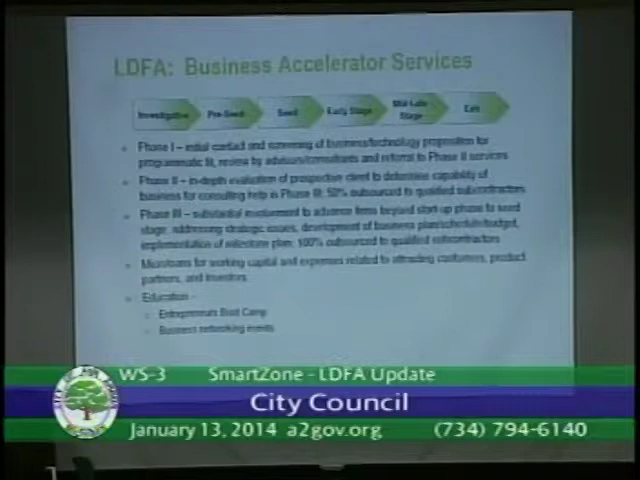 LDFA: Business Accelerator Services
Investigative Pre-Seed Seed Early Stage Mid-Late Stage Exit
Phase I – initial contact and screening of business/technology proposition for
programmatic fit, review by advisors/consultants and referral to Phase II services
Phase II – in-depth evaluation of prospective client to determine capability of
business for consulting help in Phase III; 50% outsourced to qualified subcontractors
Phase III – substantial involvement to advance firms beyond start-up phase to seed
stage, addressing strategic issues, development of business plan/schedule/budget,
implementation of milestone plan; 100% outsourced to qualified subcontractors
Microloans for working capital and expenses related to attracting customers, product
partners, and investors.
Education -
Entrepreneurs Boot Camp
Business networking events
WS-3 SmartZone - LDFA Update
City Council
January 13, 2014 a2gov.org (734) 794-6140